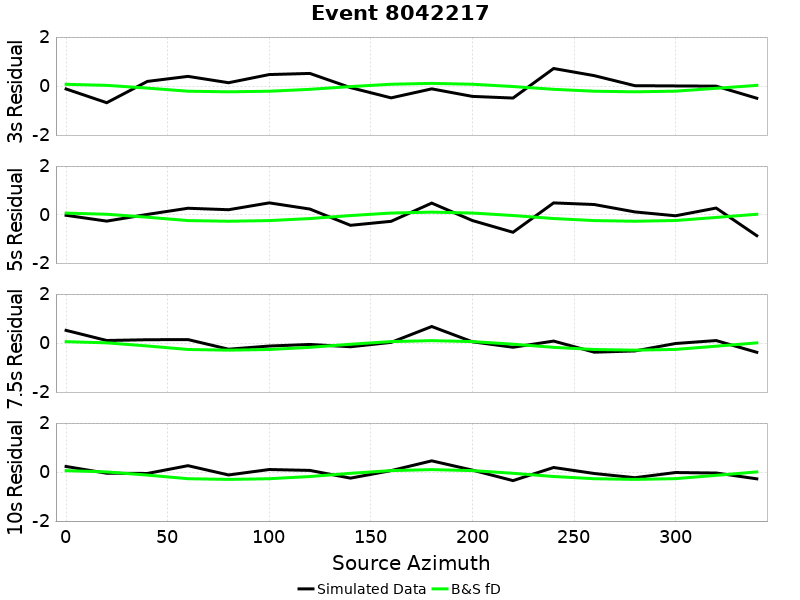 Event 8042217
3s Residual
2
0
-2
5s Residual
2
0
-2
7.5s Residual
2
0
-2
10s Residual
2
0
-2
0 50 100 150 200 250 300
Source Azimuth
Simulated Data B&S fD